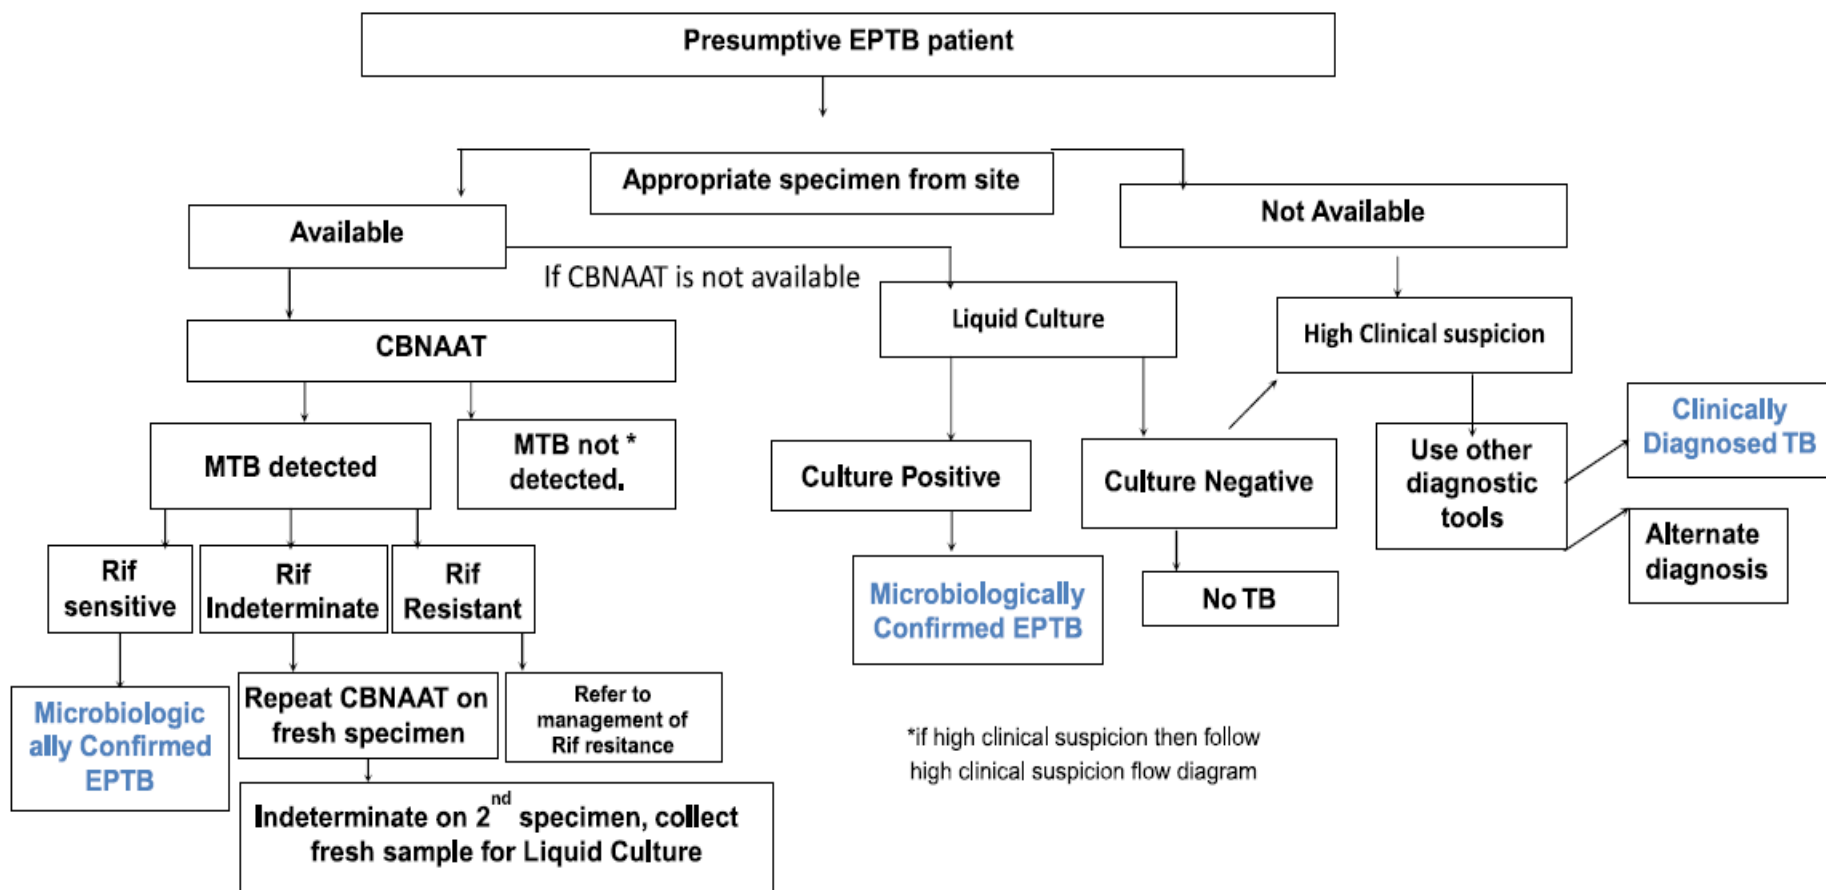 Presumptive EPTB patient
Appropriate specimen from site
Available
Not Available
If CBNAAT is not available
CBNAAT
Liquid Culture
High Clinical suspicion
MTB detected
MTB not *
detected.
Culture Positive
Culture Negative
Use other
diagnostic
tools
Clinically
Diagnosed TB
Alternate
diagnosis
Rif
sensitive
Rif
Indeterminate
Rif
Resistant
Microbiologically
Confirmed EPTB
No TB
Microbiologic
ally Confirmed
EPTB
Repeat CBNAAT on
fresh specimen
Refer to
management of
Rif resitance
*if high clinical suspicion then follow
high clinical suspicion flow diagram
Indeterminate on 2nd specimen, collect
fresh sample for Liquid Culture